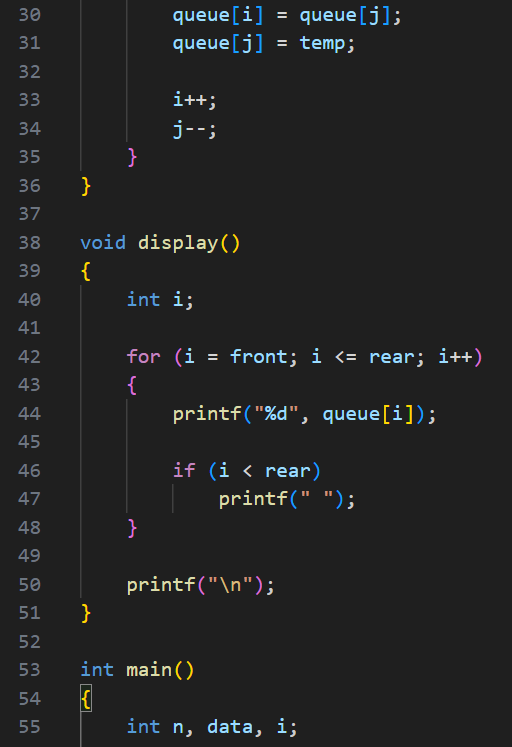 30 queue[i] = queue[j];
31 queue[j] = temp;
32
33 i++;
34 j--;
35 }
36 }
37
38 void display()
39 {
40 int i;
41
42 for (i = front; i <= rear; i++)
43 {
44 printf("%d", queue[i]);
45
46 if (i < rear)
47 printf(" ");
48 }
49
50 printf("\n");
51 }
52
53 int main()
54 {
55 int n, data, i;